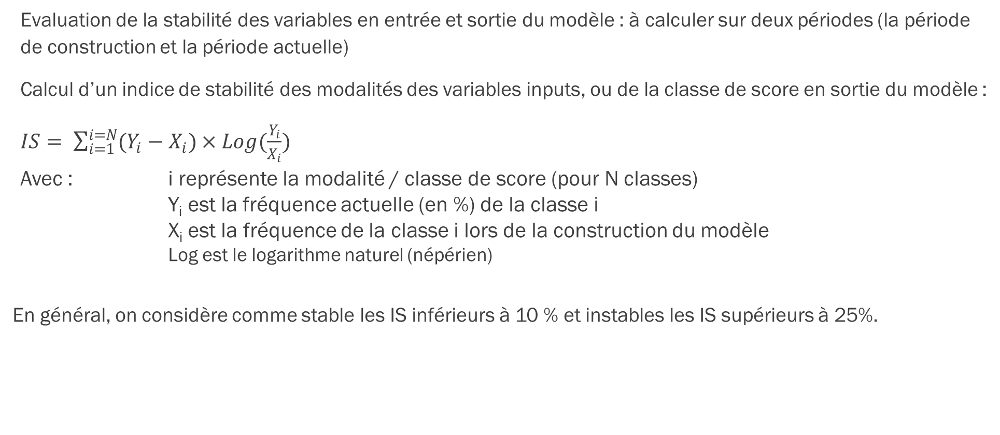 Evaluation de la stabilité des variables en entrée et sortie du modèle : à calculer sur deux périodes (la période
de construction et la période actuelle)
Calcul d’un indice de stabilité des modalités des variables inputs, ou de la classe de score en sortie du modèle :
IS = ∑_{i=1}^{i=N}(Y_i − X_i) × Log(Y_i/X_i)
Avec : i représente la modalité / classe de score (pour N classes)
Y_i est la fréquence actuelle (en %) de la classe i
X_i est la fréquence de la classe i lors de la construction du modèle
Log est le logarithme naturel (népérien)
En général, on considère comme stable les IS inférieurs à 10 % et instables les IS supérieurs à 25%.